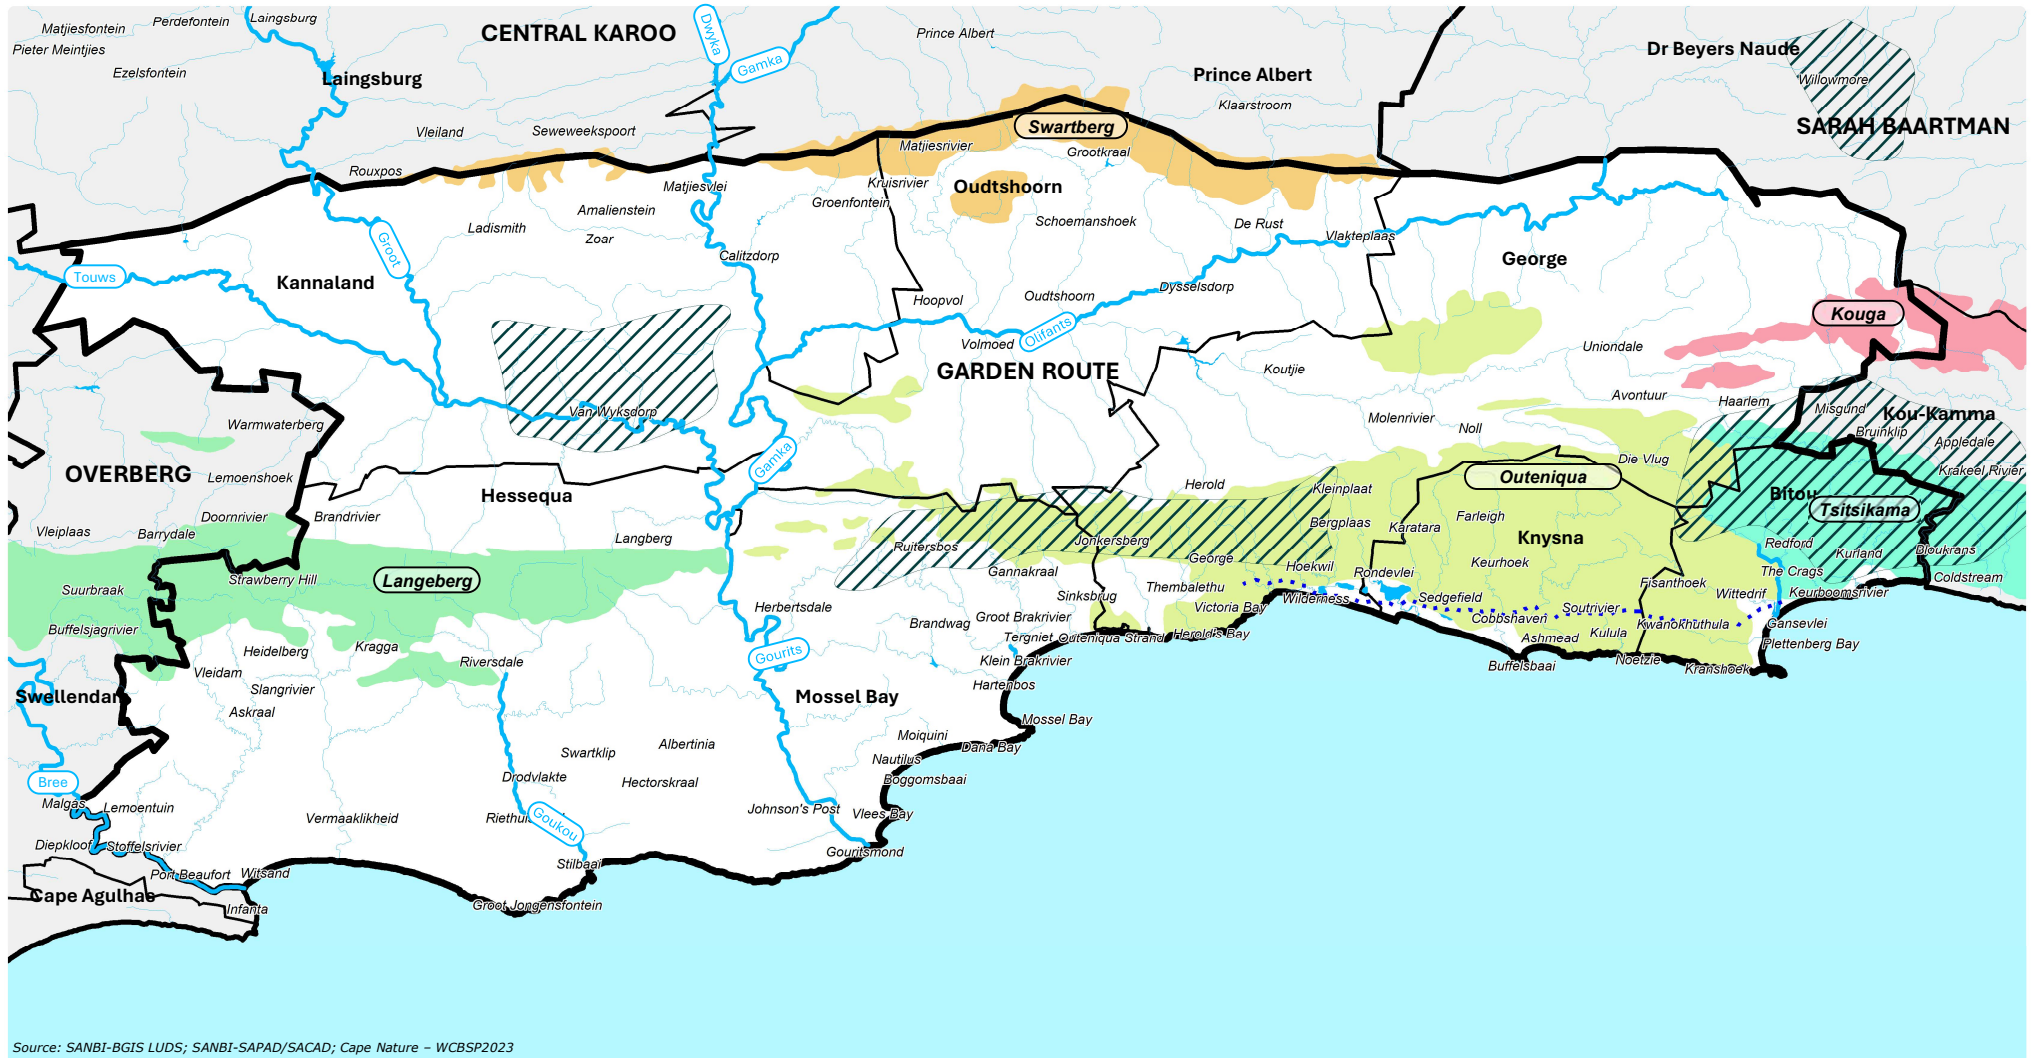 Laingsburg
Perdefontein
Matjiesfontein
Pieter Meintjies
Ezelsfontein
Laingsburg
CENTRAL KAROO
Dwyka
Gamka
Prince Albert
Prince Albert
Klaarstroom
Dr Beyers Naude
Willowmore
SARAH BAARTMAN
Vleiland
Seweweekspoort
Rouxpos
Matjiesvlei
Matjiesrivier
Swartberg
Grootkraal
Kruisrivier
Oudtshoorn
Groenfontein
Amalienstein
Ladismith
Zoar
Schoemanshoek
De Rust
Vlakteplaas
Groot
Calitzdorp
George
Touws
Kannaland
Hoopvol
Oudtshoorn
Dysselsdorp
Kouga
Olifants
Volmoed
Uniondale
GARDEN ROUTE
Koutjie
Avontuur
Haarlem
Misgund
Kou-Kamma
Van Wyksdorp
Molenrivier
Noll
Bruinklip
Appledale
Warmwaterberg
Gamka
Die Vlug
Krakeel Rivier
OVERBERG
Lemoenshoek
Outeniqua
Herold
Kleinplaat
Bitou
Tsitsikama
Hessequa
Doornrivier
Brandrivier
Farleigh
Bergplaas
Karatara
Vleiplaas
Barrydale
Langberg
Knysna
Ruitersbos
Jonkersberg
Redford
Kurland
Bloukrans
George
Hoekwil
Keurhoek
Rondevlei
The Crags
Coldstream
Strawberry Hill
Langeberg
Gannakraal
Fisanthoek
Suurbraak
Thembalethu
Wittedrif
Keurboomsrivier
Sinksbrug
Wilderness
Sedgefield
Herbertsdale
Victoria Bay
Soutrivier
Groot Brakrivier
Cobbshaven
Brandwag
Kwanokhuthula
Gansevlei
Buffelsjagrivier
Tergniet
Outeniqua Strand
Herold's Bay
Ashmead
Kulula
Plettenberg Bay
Heidelberg
Kragga
Gourits
Riversdale
Klein Brakrivier
Buffelsbaai
Noetzie
Kranshoek
Vleidam
Slangrivier
Hartenbos
Swellendam
Mossel Bay
Askraal
Mossel Bay
Moiquini
Albertinia
Dana Bay
Swartklip
Nautilus
Drodvlakte
Hectorskraal
Boggomsbaai
Bree
Malgas
Lemoentuin
Johnson's Post
Vlees Bay
Vermaaklikheid
Goukou
Diepkloof
Stoffelsrivier
Gouritsmond
Stilbaai
Port Beaufort
Witsand
Cape Agulhas
Infanta
Groot Jongensfontein
Source: SANBI-BGIS LUDS; SANBI-SAPAD/SACAD; Cape Nature – WCBSP2023